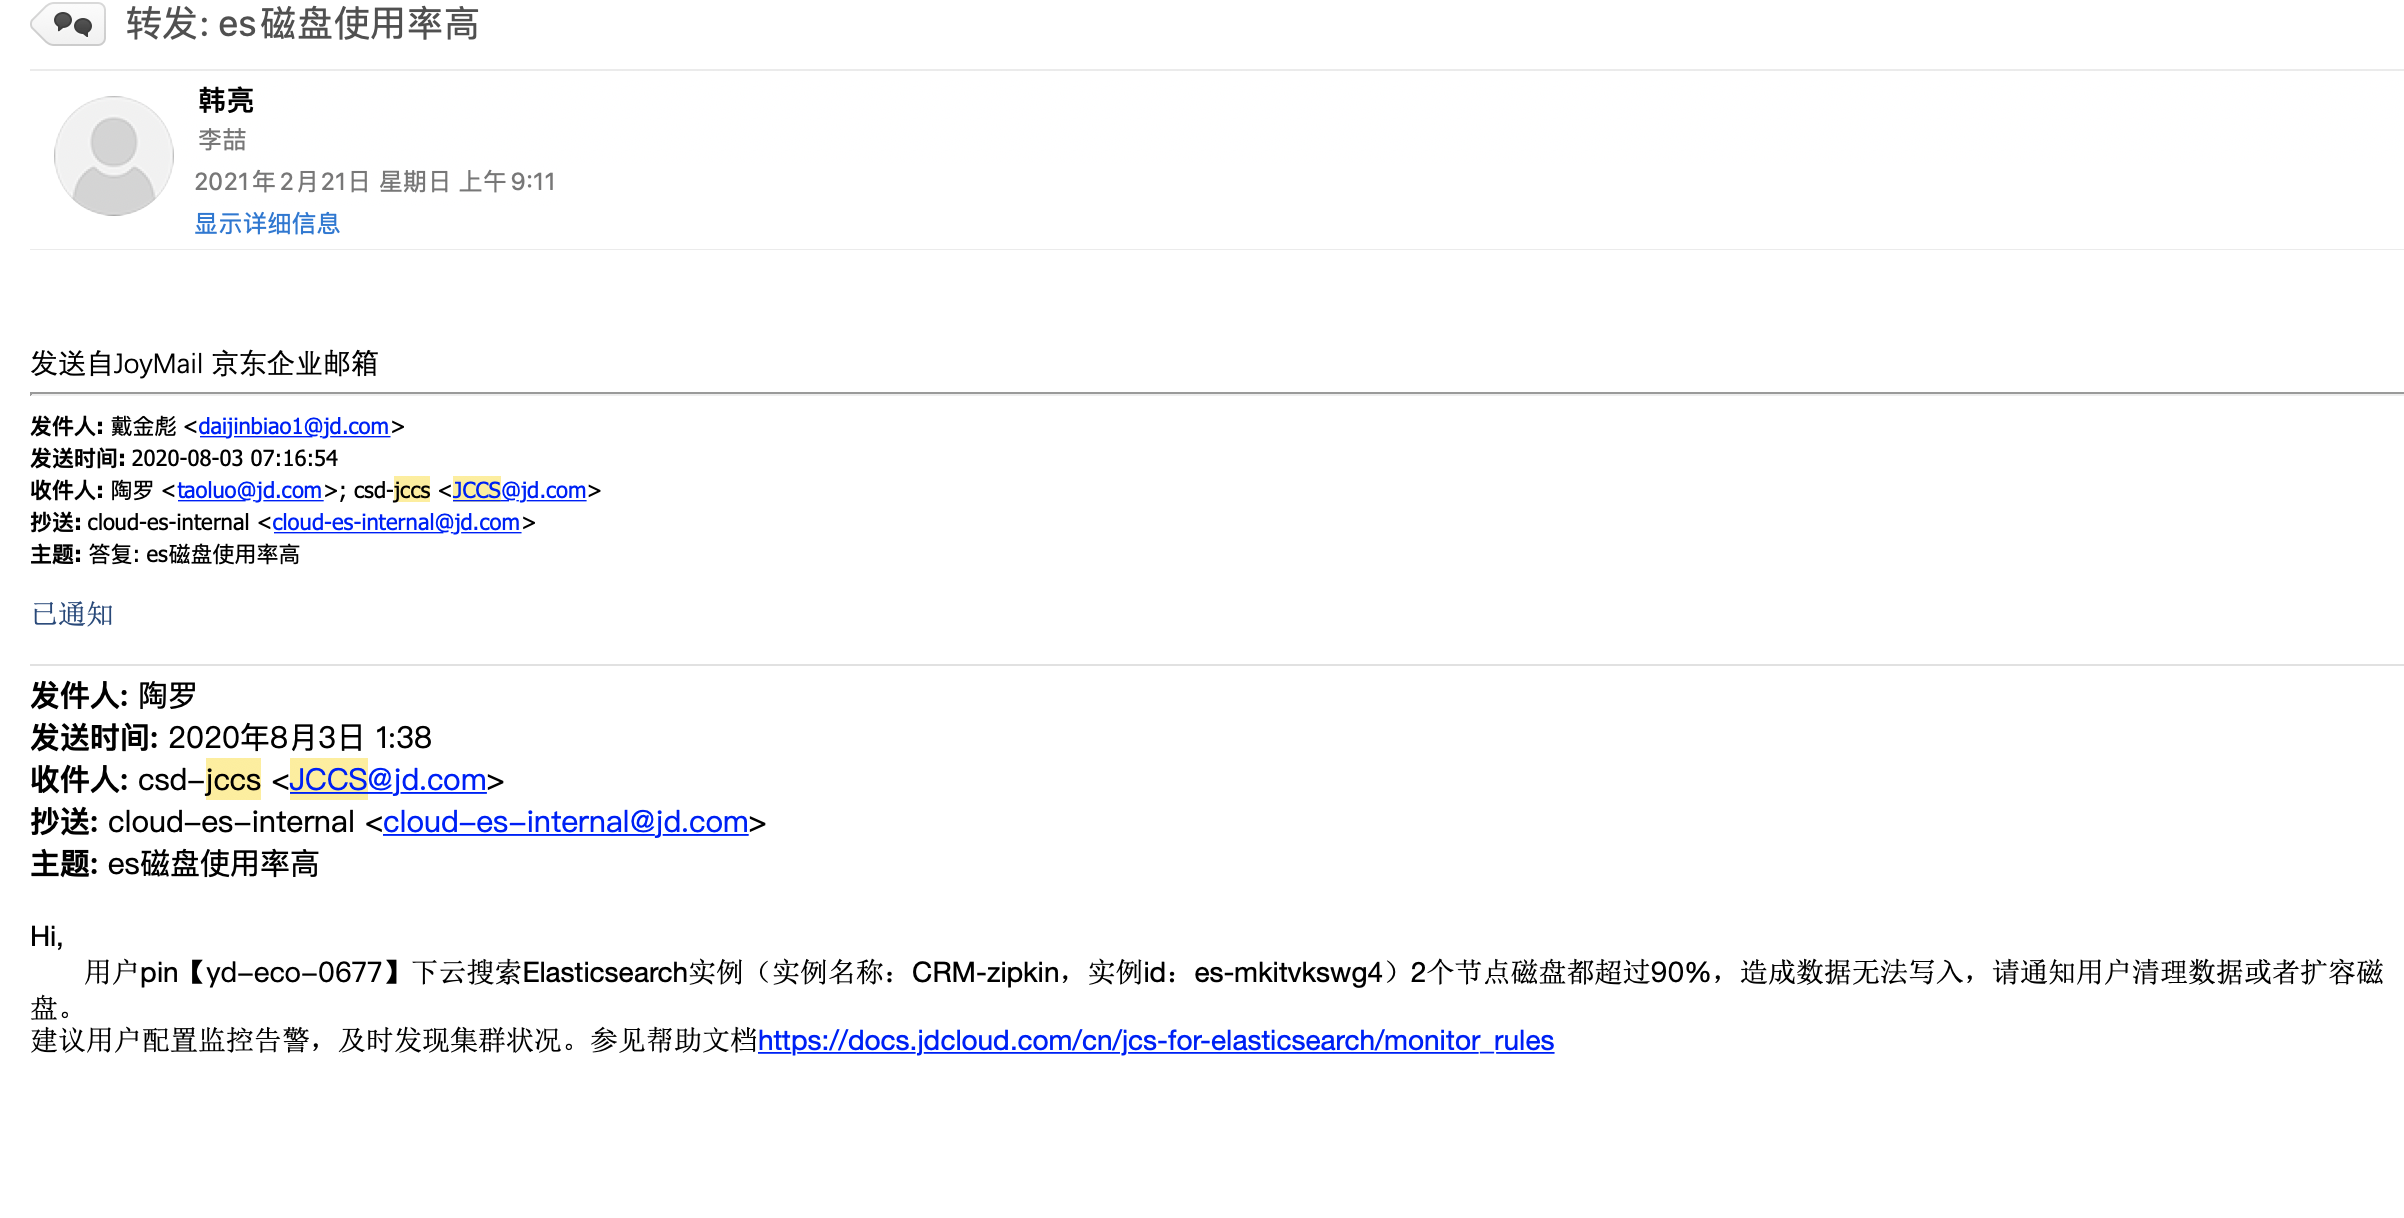 转发: es磁盘使用率高
韩亮
李喆
2021年2月21日 星期日 上午9:11
显示详细信息
发送自JoyMail 京东企业邮箱
发件人: 戴金彪 <daijinbiao1@jd.com>
发送时间: 2020-08-03 07:16:54
收件人: 陶罗 <taoluo@jd.com>; csd-jccs <JCCS@jd.com>
抄送: cloud-es-internal <cloud-es-internal@jd.com>
主题: 答复: es磁盘使用率高
已通知
发件人: 陶罗
发送时间: 2020年8月3日 1:38
收件人: csd-jccs <JCCS@jd.com>
抄送: cloud-es-internal <cloud-es-internal@jd.com>
主题: es磁盘使用率高
Hi,
用户pin【yd-eco-0677】下云搜索Elasticsearch实例（实例名称：CRM-zipkin，实例id：es-mkitvkswg4）2个节点磁盘都超过90%，造成数据无法写入，请通知用户清理数据或者扩容磁
盘。
建议用户配置监控告警，及时发现集群状况。参见帮助文档https://docs.jdcloud.com/cn/jcs-for-elasticsearch/monitor_rules